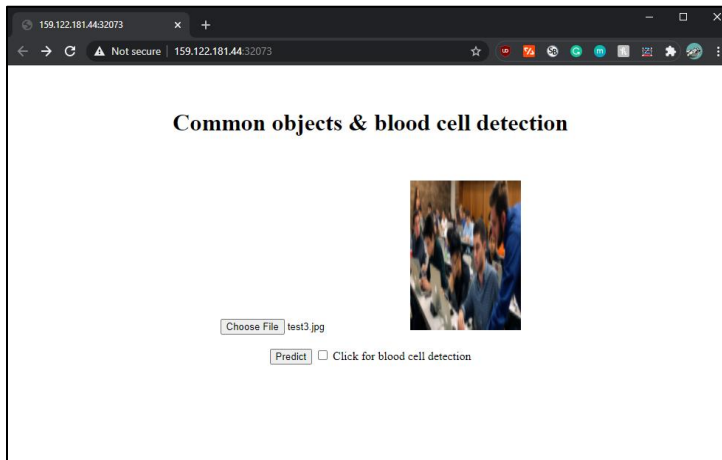 159.122.181.44:32073
Not secure | 159.122.181.44:32073
Common objects & blood cell detection
Choose File test3.jpg
Predict Click for blood cell detection